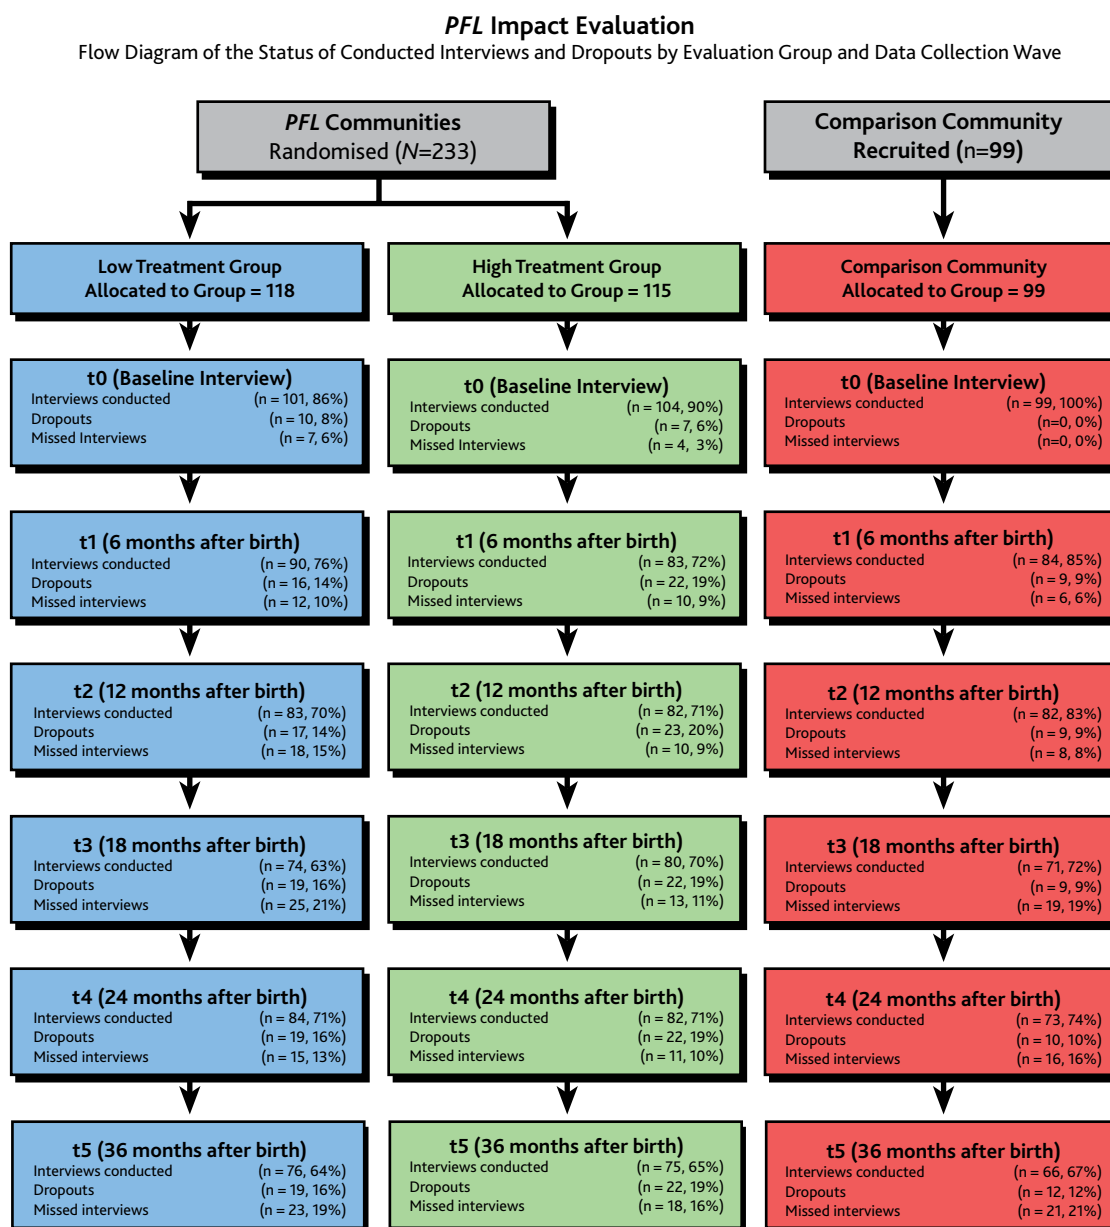 PFL Impact Evaluation
Flow Diagram of the Status of Conducted Interviews and Dropouts by Evaluation Group and Data Collection Wave
PFL Communities
Randomised (N=233)
Comparison Community
Recruited (n=99)
Low Treatment Group
Allocated to Group = 118
High Treatment Group
Allocated to Group = 115
Comparison Community
Allocated to Group = 99
t0 (Baseline Interview)
Interviews conducted (n = 101, 86%)
Dropouts (n = 10, 8%)
Missed Interviews (n = 7, 6%)
t0 (Baseline Interview)
Interviews conducted (n = 104, 90%)
Dropouts (n = 7, 6%)
Missed Interviews (n = 4, 3%)
t0 (Baseline Interview)
Interviews conducted (n = 99, 100%)
Dropouts (n=0, 0%)
Missed interviews (n=0, 0%)
t1 (6 months after birth)
Interviews conducted (n = 90, 76%)
Dropouts (n = 16, 14%)
Missed interviews (n = 12, 10%)
t1 (6 months after birth)
Interviews conducted (n = 83, 72%)
Dropouts (n = 22, 19%)
Missed interviews (n = 10, 9%)
t1 (6 months after birth)
Interviews conducted (n = 84, 85%)
Dropouts (n = 9, 9%)
Missed interviews (n = 6, 6%)
t2 (12 months after birth)
Interviews conducted (n = 83, 70%)
Dropouts (n = 17, 14%)
Missed interviews (n = 18, 15%)
t2 (12 months after birth)
Interviews conducted (n = 82, 71%)
Dropouts (n = 23, 20%)
Missed interviews (n = 10, 9%)
t2 (12 months after birth)
Interviews conducted (n = 82, 83%)
Dropouts (n = 9, 9%)
Missed interviews (n = 8, 8%)
t3 (18 months after birth)
Interviews conducted (n = 74, 63%)
Dropouts (n = 19, 16%)
Missed interviews (n = 25, 21%)
t3 (18 months after birth)
Interviews conducted (n = 80, 70%)
Dropouts (n = 22, 19%)
Missed interviews (n = 13, 11%)
t3 (18 months after birth)
Interviews conducted (n = 71, 72%)
Dropouts (n = 9, 9%)
Missed interviews (n = 19, 19%)
t4 (24 months after birth)
Interviews conducted (n = 84, 71%)
Dropouts (n = 19, 16%)
Missed interviews (n = 15, 13%)
t4 (24 months after birth)
Interviews conducted (n = 82, 71%)
Dropouts (n = 22, 19%)
Missed interviews (n = 11, 10%)
t4 (24 months after birth)
Interviews conducted (n = 73, 74%)
Dropouts (n = 10, 10%)
Missed interviews (n = 16, 16%)
t5 (36 months after birth)
Interviews conducted (n = 76, 64%)
Dropouts (n = 19, 16%)
Missed interviews (n = 23, 19%)
t5 (36 months after birth)
Interviews conducted (n = 75, 65%)
Dropouts (n = 22, 19%)
Missed interviews (n = 18, 16%)
t5 (36 months after birth)
Interviews conducted (n = 66, 67%)
Dropouts (n = 12, 12%)
Missed interviews (n = 21, 21%)